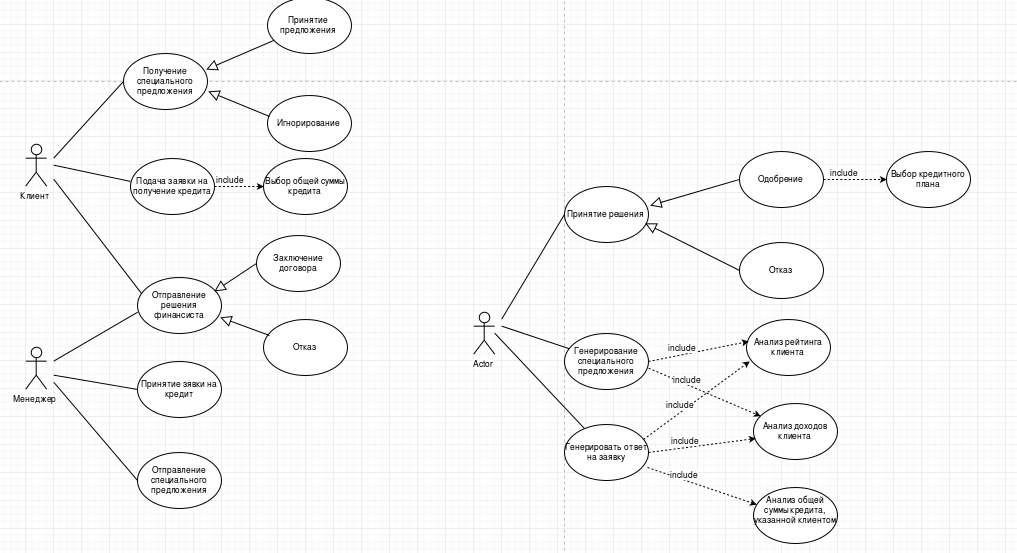 Принятие
предложения
Получение
специального
предложения
Игнорирование
Клиент
Подача заявки на
получение кредита
include
Выбор общей суммы
кредита
Заключение
договора
Отправление
решения
финансиста
Отказ
Менеджер
Принятие зявки на
кредит
Отправление
специального
предложения
Принятие решения
Одобрение
include
Выбор кредитного
плана
Отказ
Actor
Генерирование
специального
предложения
include
Анализ рейтинга
клиента
include
include
Анализ доходов
клиента
Генерировать ответ
на заявку
include
include
Анализ общей
суммы кредита,
указанной клиентом